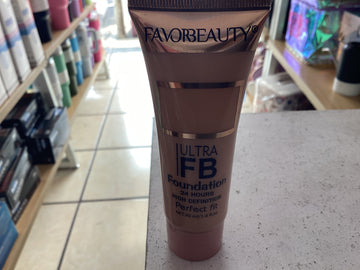 FAVORBEAUTY
ULTRA
FB
Foundation
24 HOURS
HIGH DEFINITION
Perfect fit